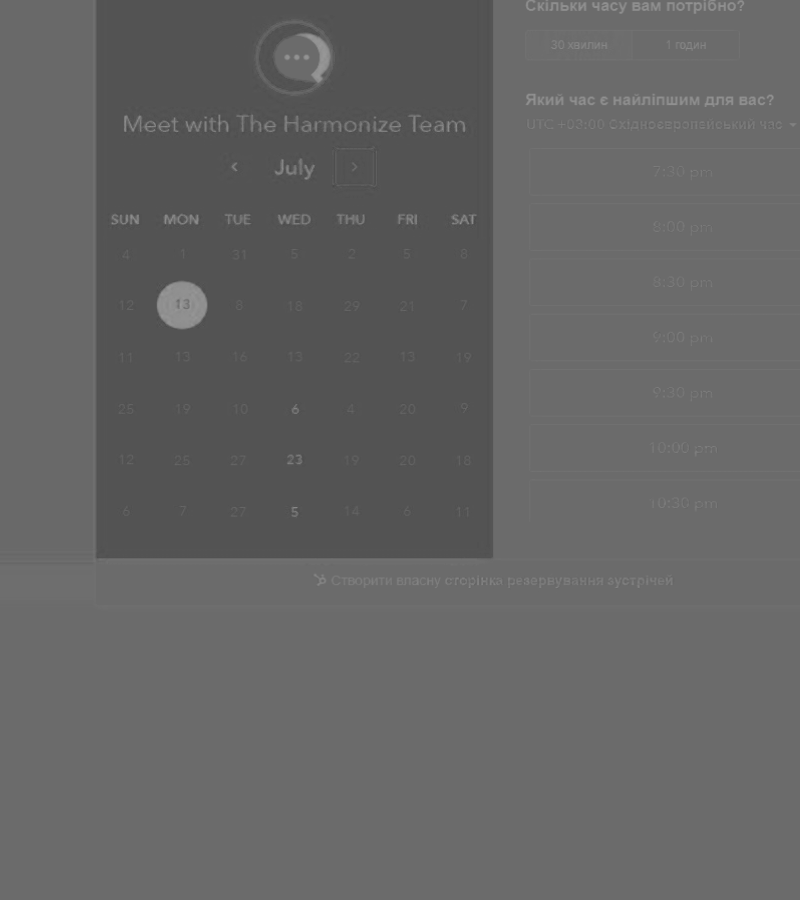 Скільки часу вам потрібно?
30 хвилин 1 годин
Який час є найліпшим для вас?
UTC +03:00 Східноєвропейський час
Meet with The Harmonize Team
July
SUN MON TUE WED THU FRI SAT
4 1 31 5 2 5 8
12 13 8 18 29 21 7
11 13 16 13 22 13 19
25 19 10 6 4 20 9
12 25 27 23 19 20 18
6 7 27 5 14 6 11
7:30 pm
8:00 pm
8:30 pm
9:00 pm
9:30 pm
10:00 pm
10:30 pm
Створити власну сторінка резервування зустрічей